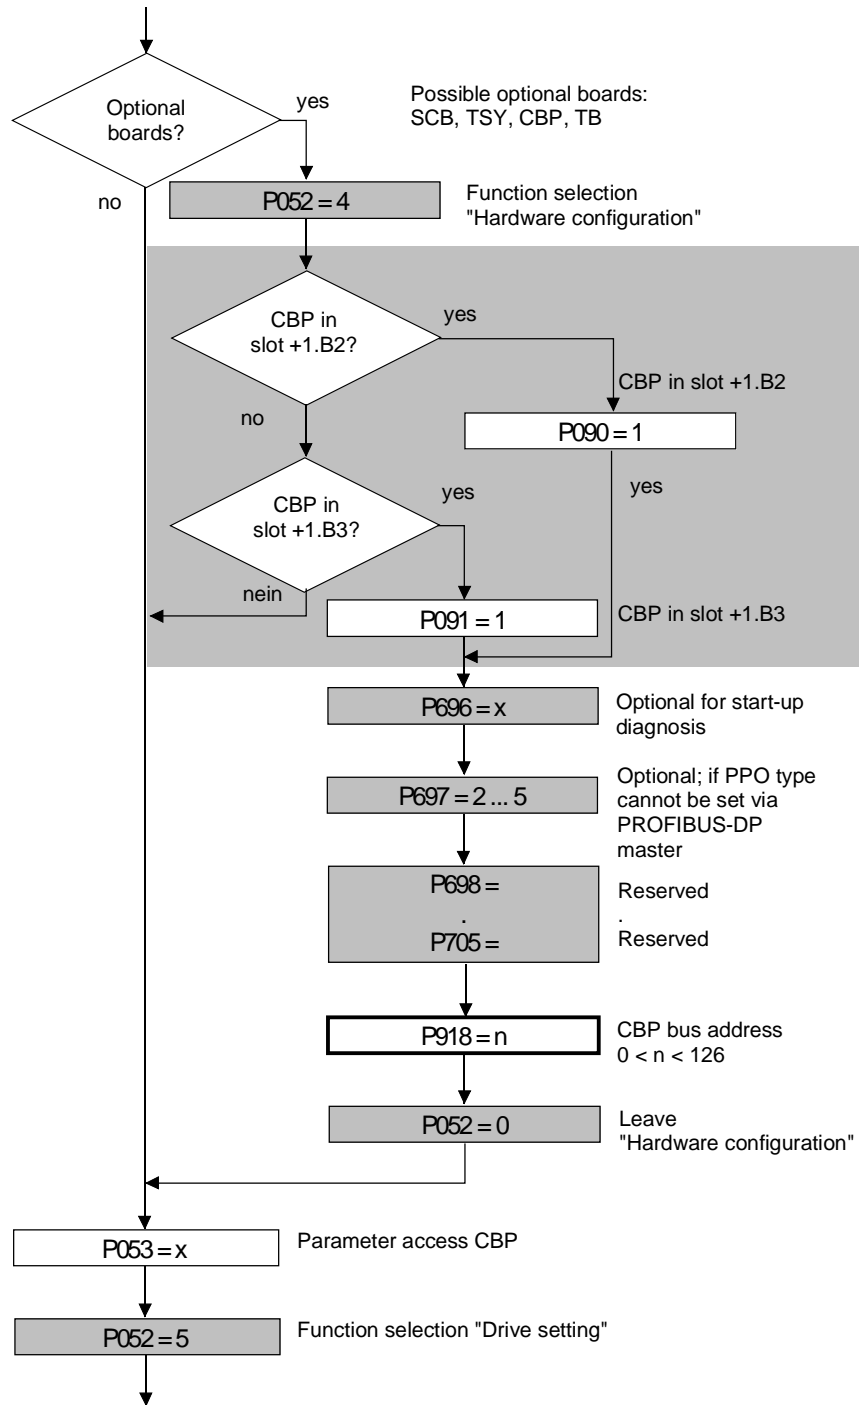 Optional
boards?
yes
Possible optional boards:
SCB, TSY, CBP, TB
no
P052 = 4
Function selection
"Hardware configuration"
CBP in
slot +1.B2?
yes
CBP in slot +1.B2
no
P090 = 1
CBP in
slot +1.B3?
yes
yes
nein
P091 = 1
CBP in slot +1.B3
P696 = x
Optional for start-up
diagnosis
P697 = 2 ... 5
Optional; if PPO type
cannot be set via
PROFIBUS-DP
master
P698 =
Reserved
.
.
P705 =
Reserved
P918 = n
CBP bus address
0 < n < 126
P052 = 0
Leave
"Hardware configuration"
P053 = x
Parameter access CBP
P052 = 5
Function selection "Drive setting"